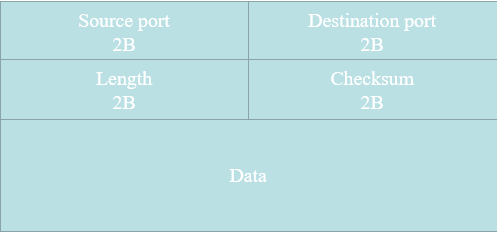 Source port
2B
Destination port
2B
Length
2B
Checksum
2B
Data